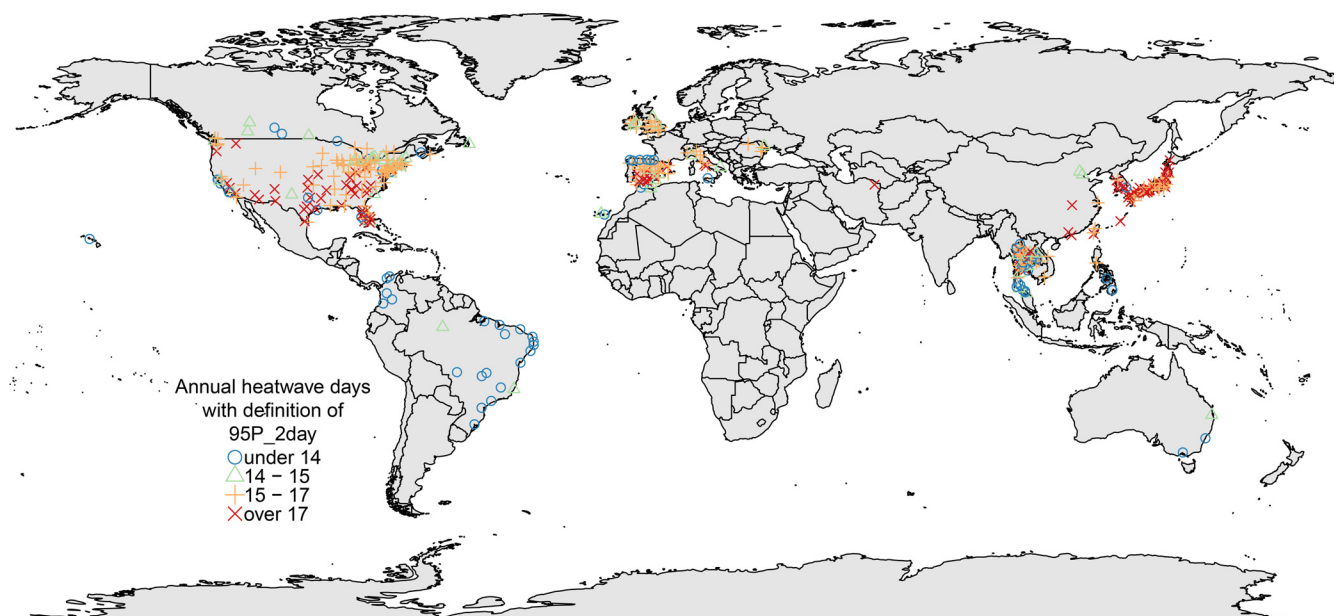 Annual heatwave days
with definition of
95P_2day
under 14
14 − 15
15 − 17
over 17